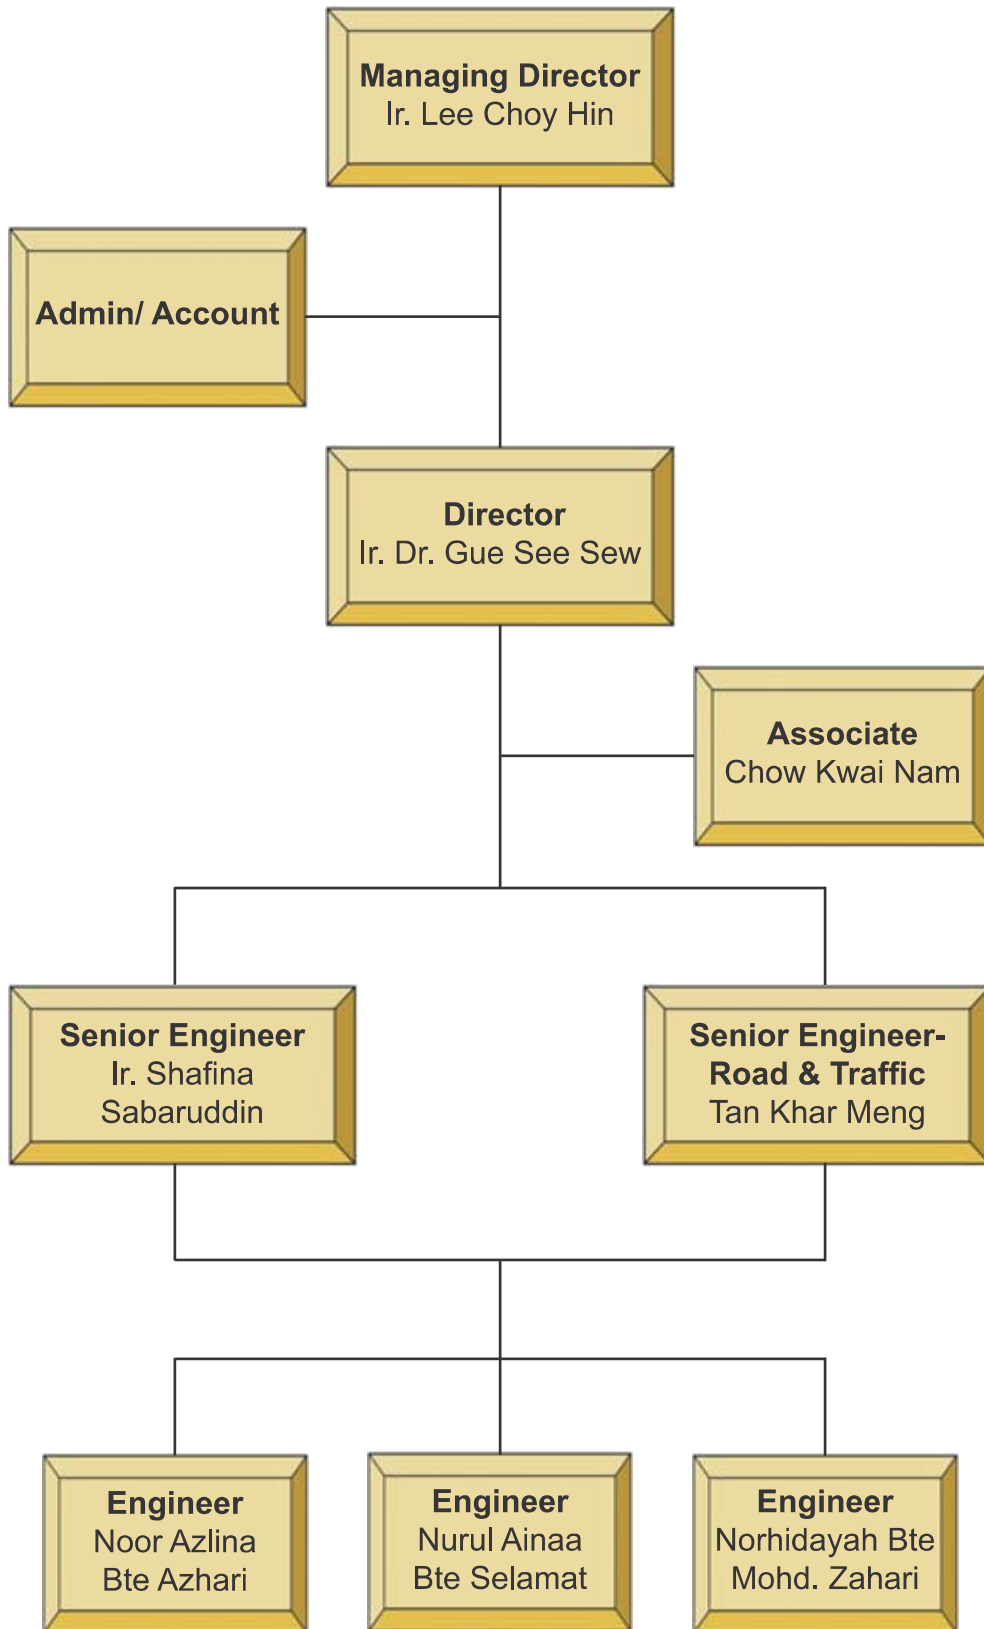 Managing Director
Ir. Lee Choy Hin
Admin/ Account
Director
Ir. Dr. Gue See Sew
Associate
Chow Kwai Nam
Senior Engineer
Ir. Shafina
Sabaruddin
Senior Engineer-
Road & Traffic
Tan Khar Meng
Engineer
Noor Azlina
Bte Azhari
Engineer
Nurul Ainaa
Bte Selamat
Engineer
Norhidayah Bte
Mohd. Zahari